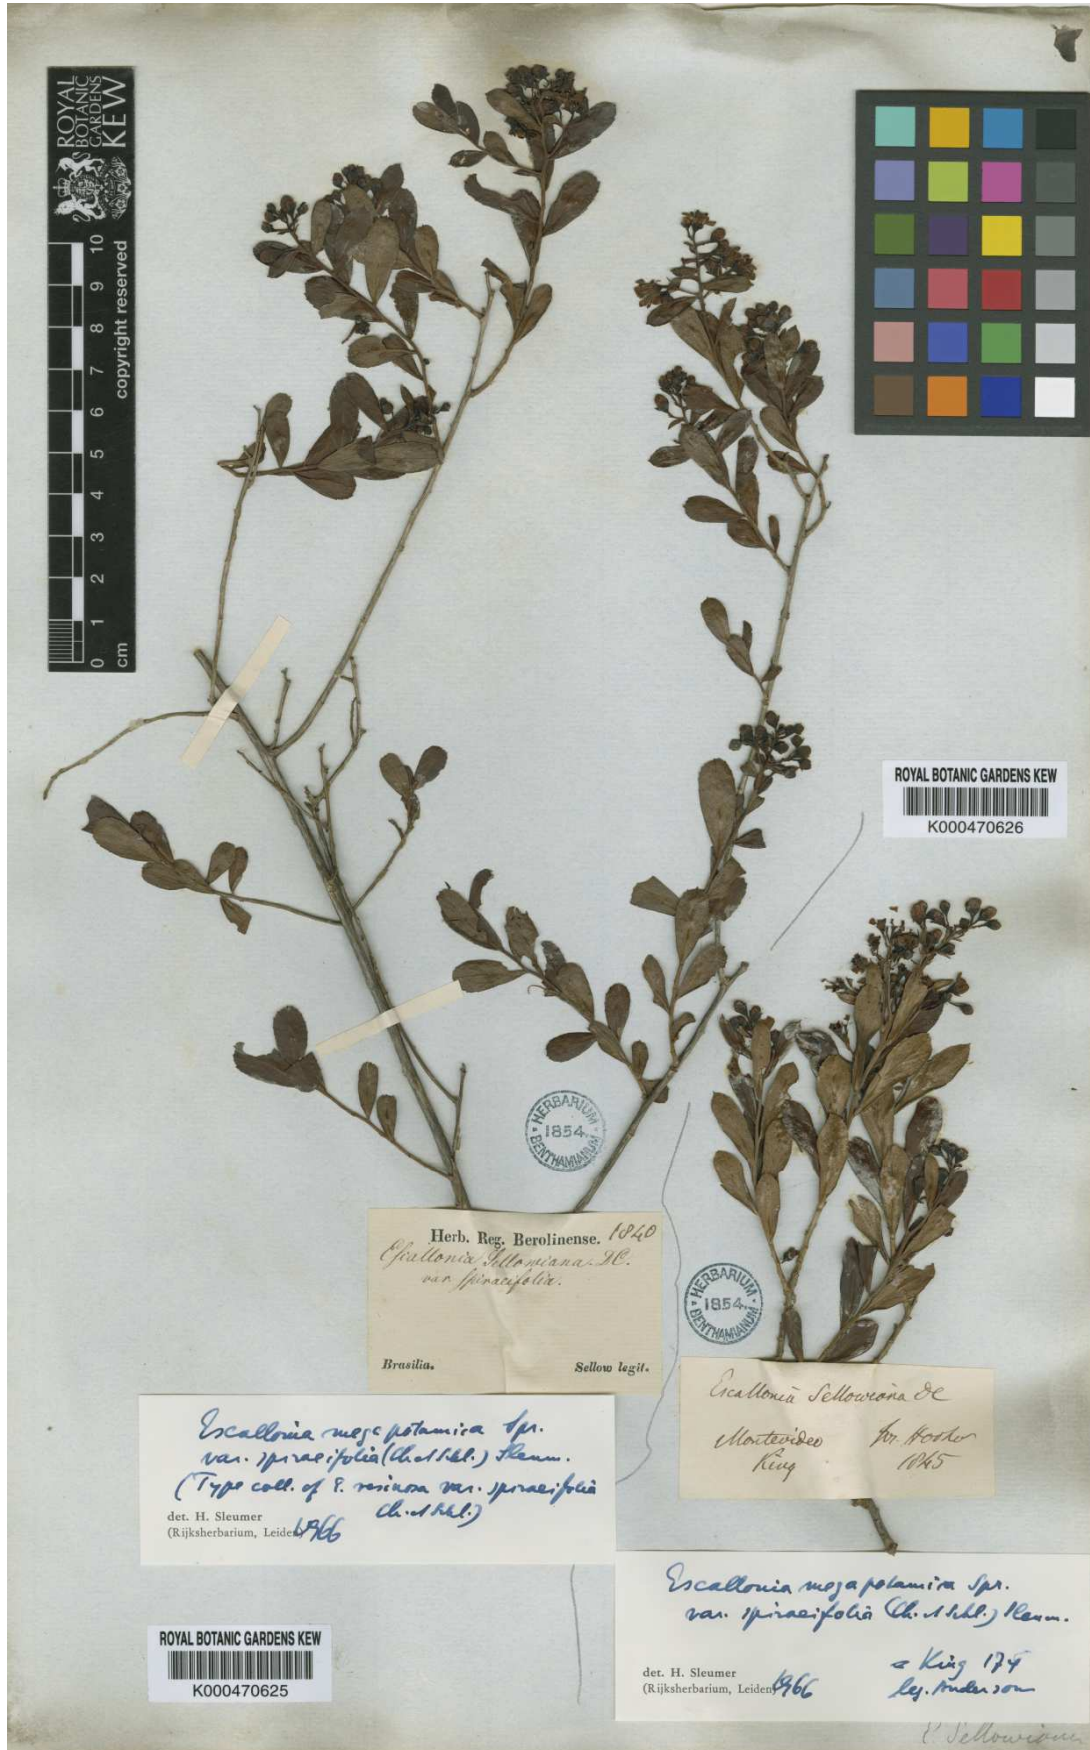 ROYAL
BOTANIC
GARDENS
KEW
copyright reserved
10
9
8
7
6
5
4
3
2
1
0
cm
ROYAL BOTANIC GARDENS KEW
K000470626
HERBARIUM
1854.
BENTHAMIANUM
Herb. Reg. Berolinense. 1840
Escallonia Sellowiana. DC.
var. spiraeifolia.
Brasilia. Sellow legit.
HERBARIUM
1854.
BENTHAMIANUM
Escallonia Sellowiana DC
Montevideo
King
1845
Escallonia megapotamica Spr.
var. spiraeifolia (Ch. & Schl.) Sleum.
(Type coll. of E. resinosa var. spiraeifolia
Ch. & Schl.)
det. H. Sleumer
(Rijksherbarium, Leiden) 1966
Escallonia megapotamica Spr.
var. spiraeifolia (Ch. & Schl.) Sleum.
= King 174
leg. Anderson
det. H. Sleumer
(Rijksherbarium, Leiden) 1966
ROYAL BOTANIC GARDENS KEW
K000470625
E. Sellowiana